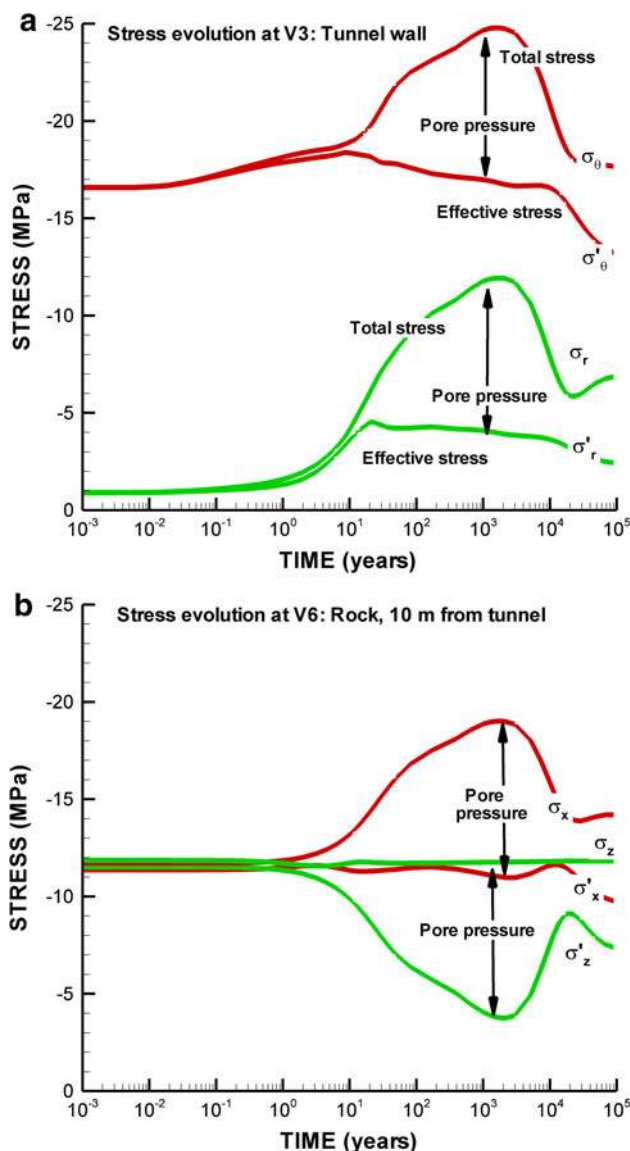 a
Stress evolution at V3: Tunnel wall
Total stress
Pore pressure
σθ
Effective stress
σ'θ
Total stress
σr
Pore pressure
σ'r
Effective stress
STRESS (MPa)
-25
-20
-15
-10
-5
0
10⁻³ 10⁻² 10⁻¹ 10⁰ 10¹ 10² 10³ 10⁴ 10⁵
TIME (years)
b
Stress evolution at V6: Rock, 10 m from tunnel
Pore
pressure
σx
σz
σ'x
Pore pressure
σ'z
STRESS (MPa)
-25
-20
-15
-10
-5
0
10⁻³ 10⁻² 10⁻¹ 10⁰ 10¹ 10² 10³ 10⁴ 10⁵
TIME (years)